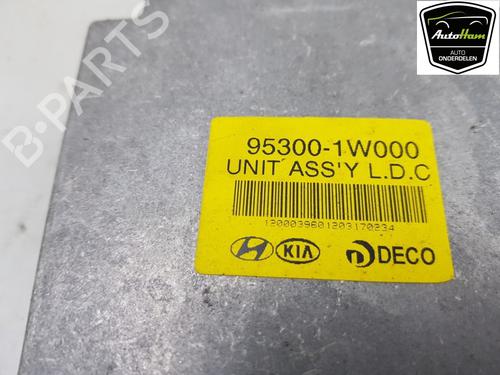 AutoHam
AUTO
ONDERDELEN
B-PARTS
95300-1W000
UNIT ASS'Y L.D.C
1200039601203170234
KIA
DECO